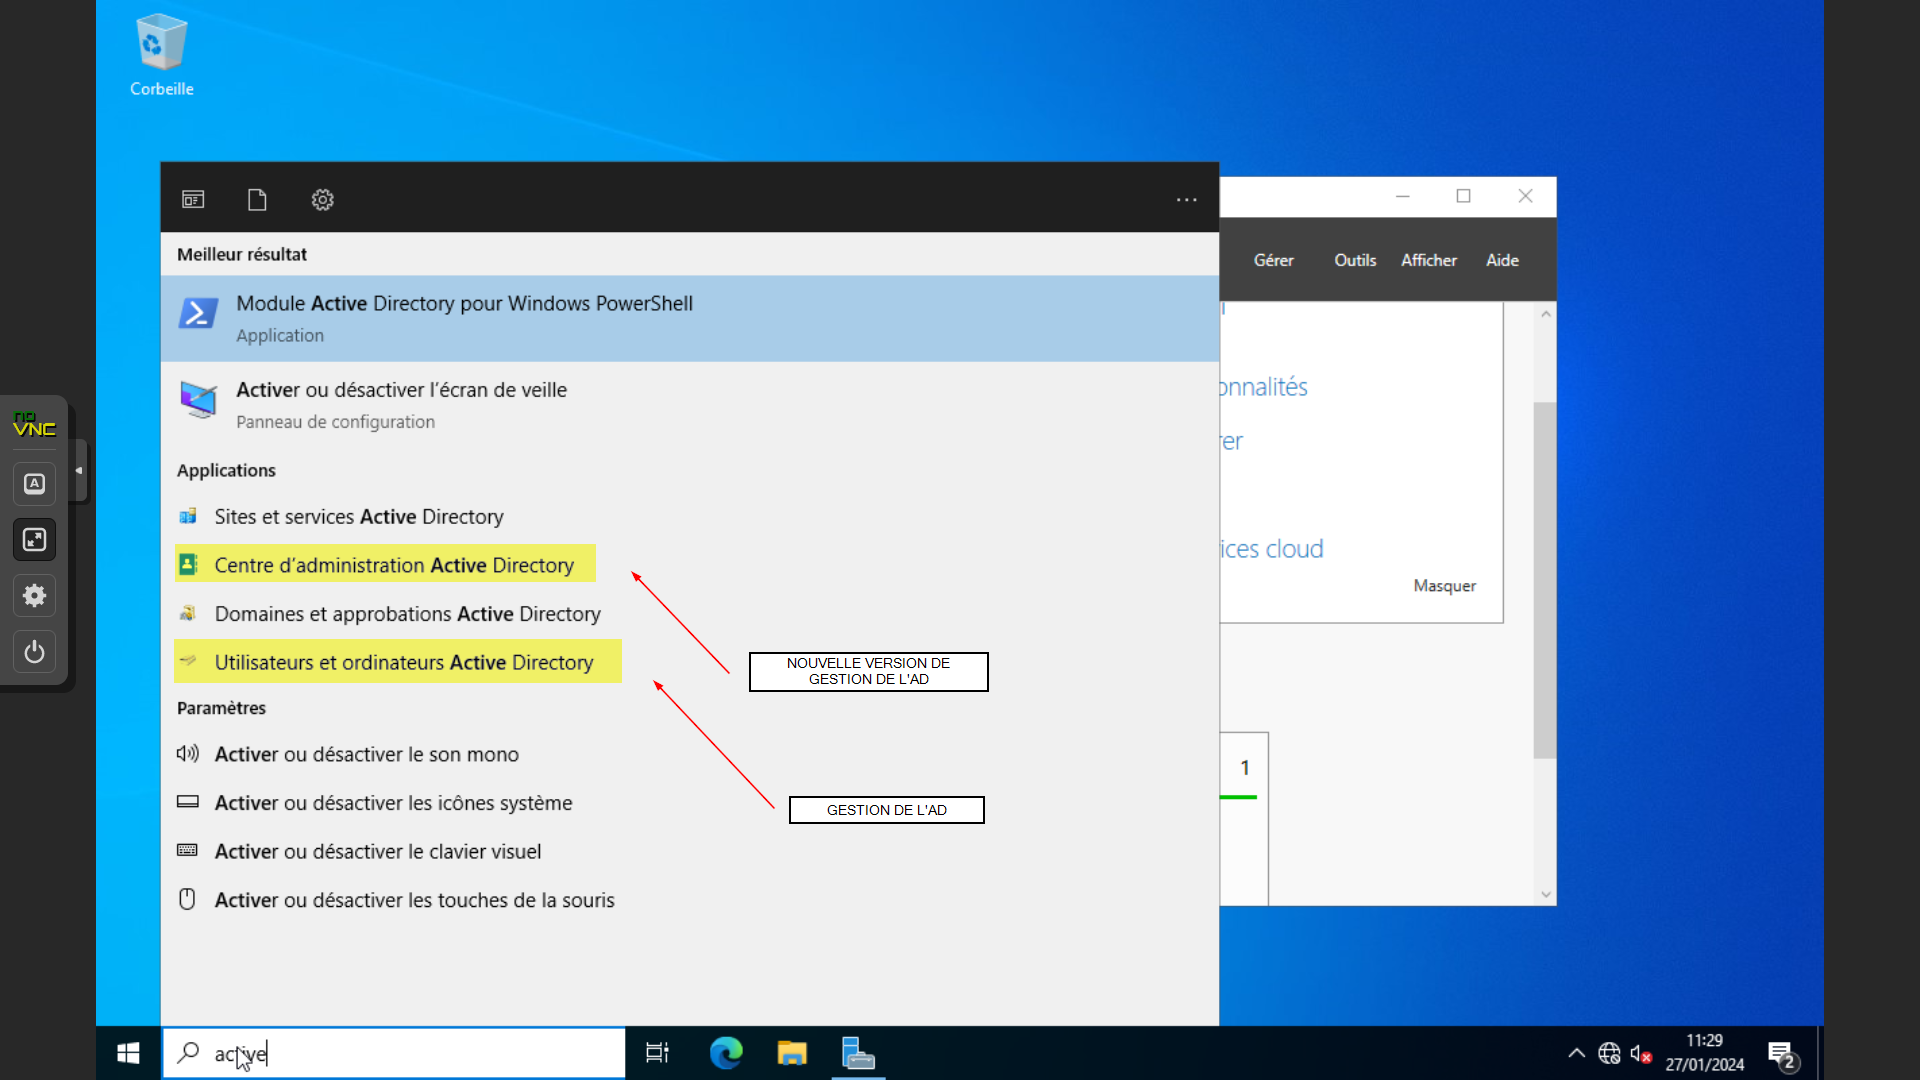 Corbeille
Meilleur résultat
Module Active Directory pour Windows PowerShell
Application
Activer ou désactiver l'écran de veille
Panneau de configuration
Applications
Sites et services Active Directory
Centre d'administration Active Directory
Domaines et approbations Active Directory
Utilisateurs et ordinateurs Active Directory
Paramètres
Activer ou désactiver le son mono
Activer ou désactiver les icônes système
Activer ou désactiver le clavier visuel
Activer ou désactiver les touches de la souris
NOUVELLE VERSION DE
GESTION DE L'AD
GESTION DE L'AD
Gérer
Outils
Afficher
Aide
onnalités
rer
ices cloud
Masquer
1
no
VNC
A
active
11:29
27/01/2024
2